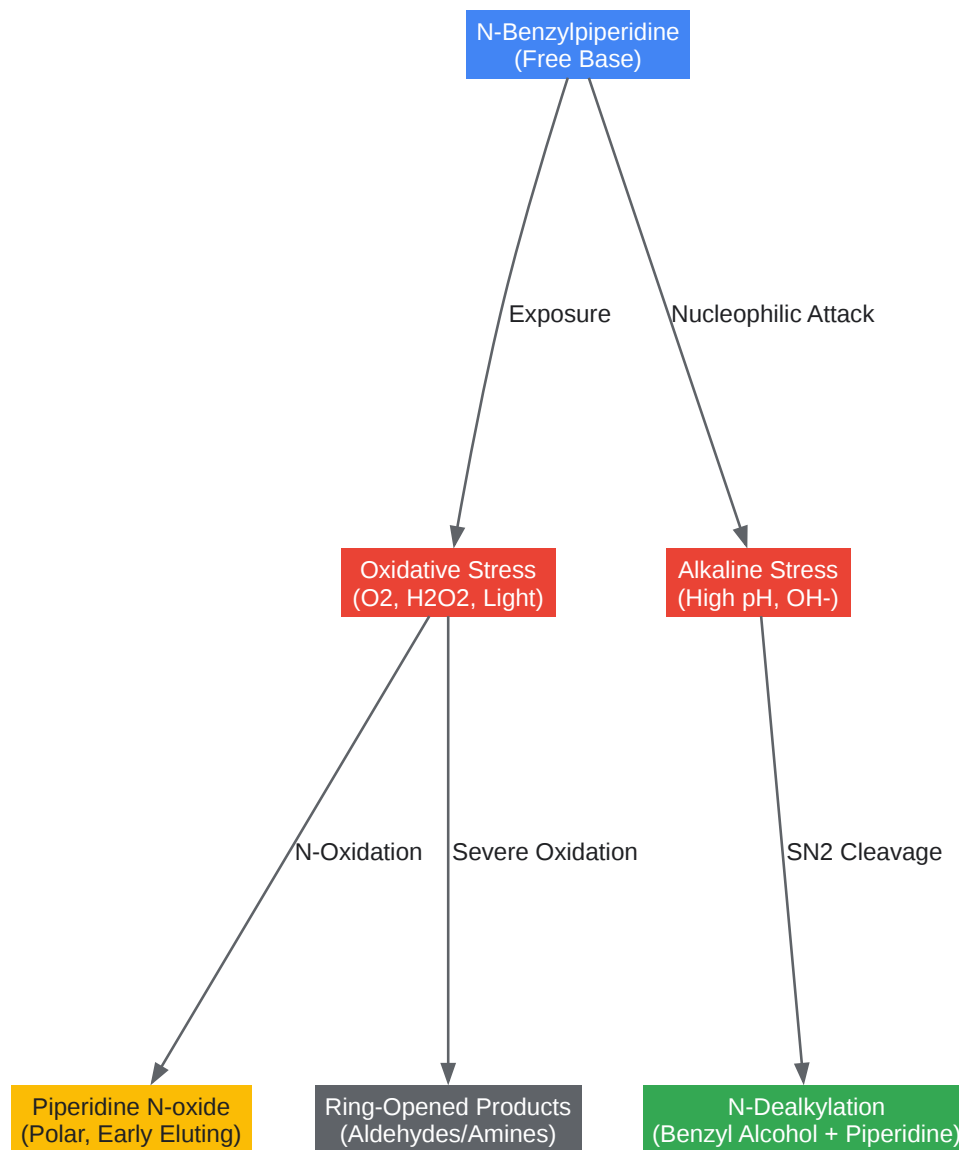 N-Benzylpiperidine
(Free Base)
Exposure
Nucleophilic Attack
Oxidative Stress
(O2, H2O2, Light)
Alkaline Stress
(High pH, OH-)
N-Oxidation
Severe Oxidation
SN2 Cleavage
Piperidine N-oxide
(Polar, Early Eluting)
Ring-Opened Products
(Aldehydes/Amines)
N-Dealkylation
(Benzyl Alcohol + Piperidine)